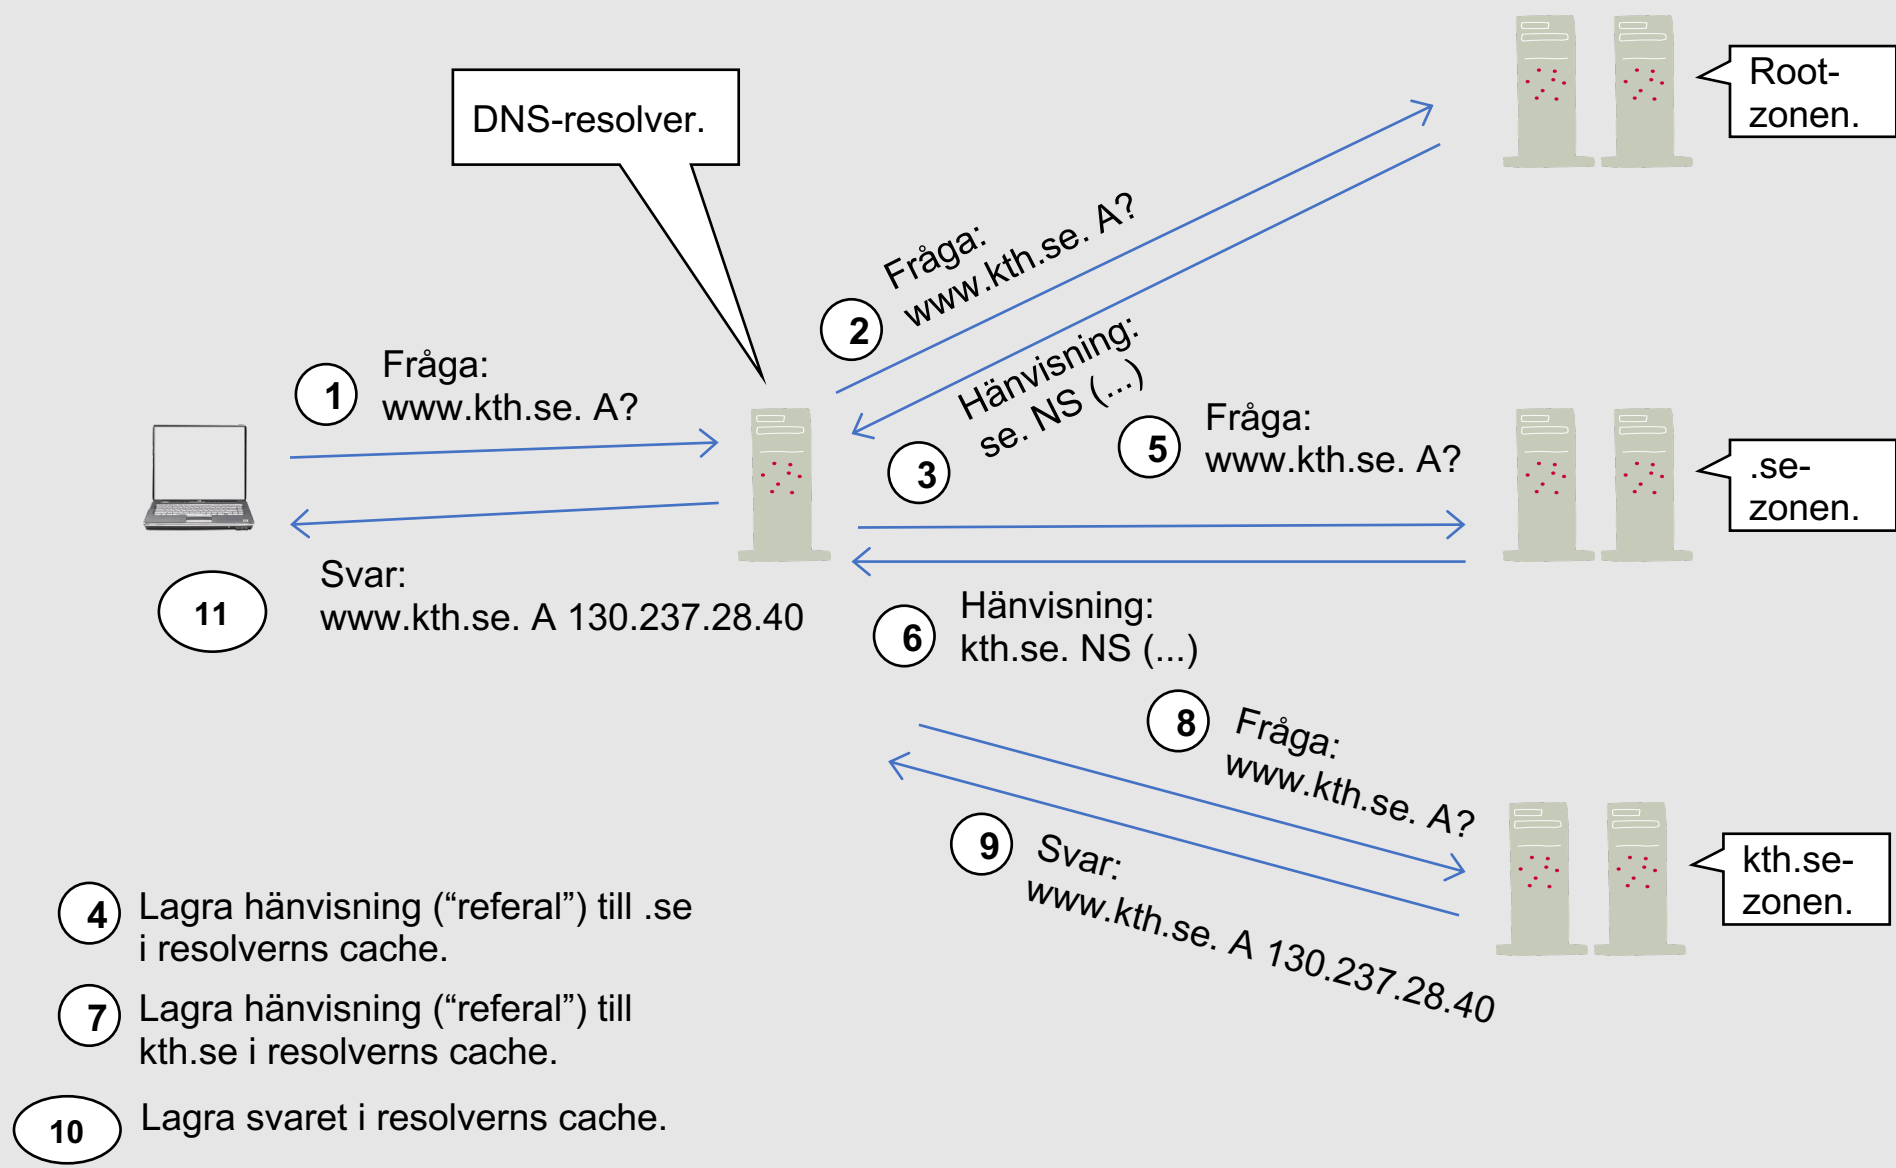 DNS-resolver.
Root-
zonen.
2
Fråga:
www.kth.se. A?
1
Fråga:
www.kth.se. A?
3
Hänvisning:
se. NS (...)
5
Fråga:
www.kth.se. A?
.se-
zonen.
11
Svar:
www.kth.se. A 130.237.28.40
6
Hänvisning:
kth.se. NS (...)
8
Fråga:
www.kth.se. A?
9
Svar:
www.kth.se. A 130.237.28.40
kth.se-
zonen.
4
Lagra hänvisning (“referal”) till .se
i resolverns cache.
7
Lagra hänvisning (“referal”) till
kth.se i resolverns cache.
10
Lagra svaret i resolverns cache.